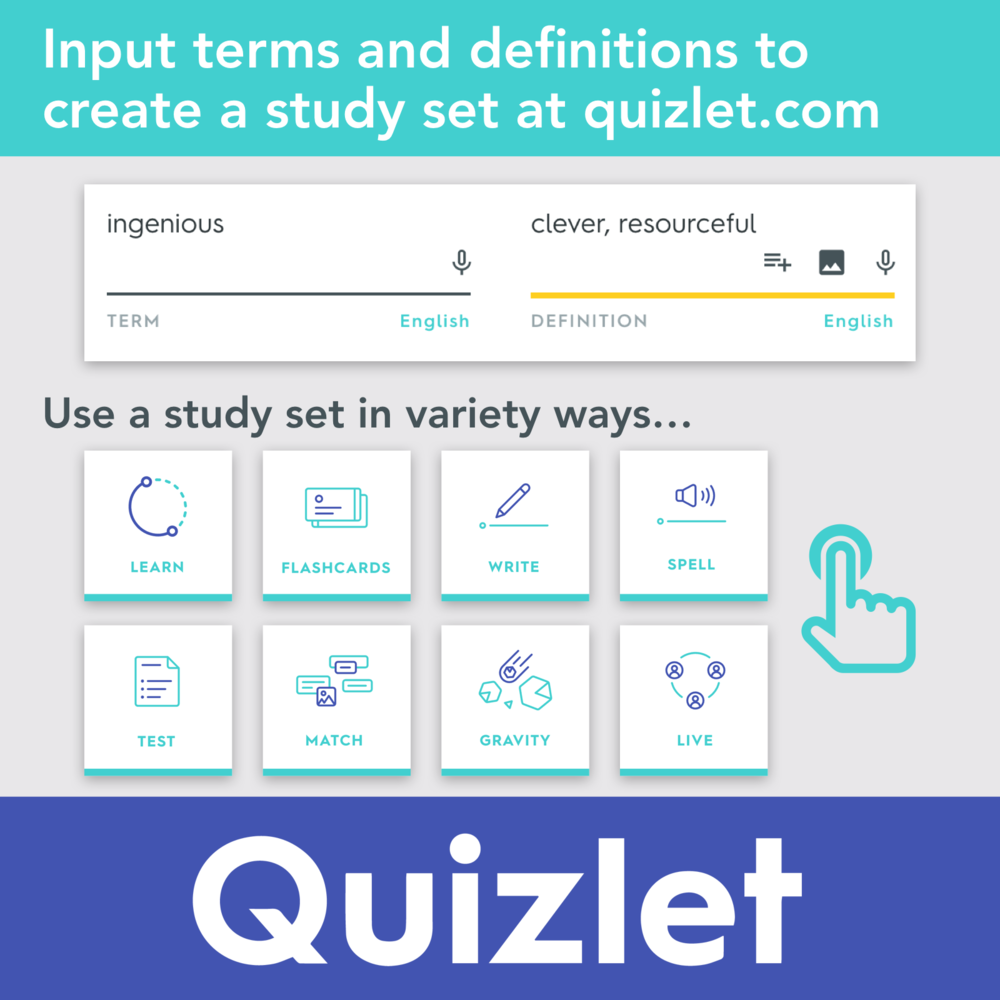 Input terms and definitions to
create a study set at quizlet.com
ingenious
clever, resourceful
TERM
English
DEFINITION
English
Use a study set in variety ways...
LEARN
FLASHCARDS
WRITE
SPELL
TEST
MATCH
GRAVITY
LIVE
Quizlet